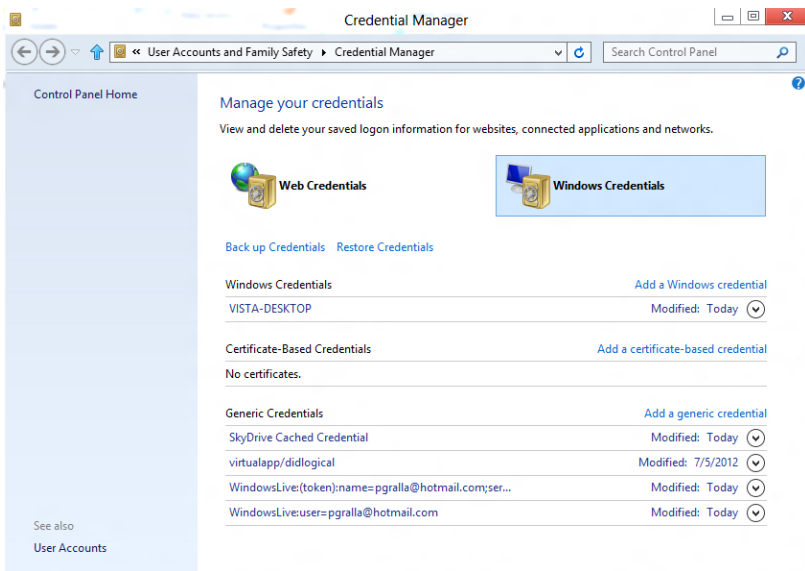 Credential Manager
« User Accounts and Family Safety ▸ Credential Manager
Search Control Panel
Control Panel Home
Manage your credentials
View and delete your saved logon information for websites, connected applications and networks.
Web Credentials
Windows Credentials
Back up Credentials Restore Credentials
Windows Credentials Add a Windows credential
VISTA-DESKTOP Modified: Today
Certificate-Based Credentials Add a certificate-based credential
No certificates.
Generic Credentials Add a generic credential
SkyDrive Cached Credential Modified: Today
virtualapp/didlogical Modified: 7/5/2012
WindowsLive:(token):name=pgralla@hotmail.com;ser... Modified: Today
WindowsLive:user=pgralla@hotmail.com Modified: Today
See also
User Accounts